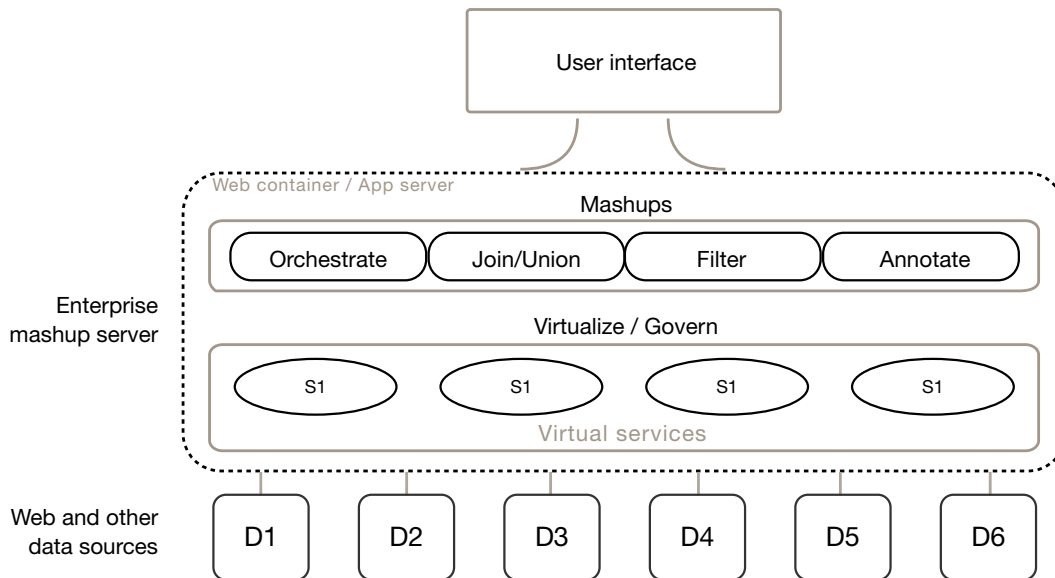 User interface
Web container / App server
Mashups
Orchestrate
Join/Union
Filter
Annotate
Enterprise
mashup server
Virtualize / Govern
S1
S1
S1
S1
Virtual services
Web and other
data sources
D1
D2
D3
D4
D5
D6